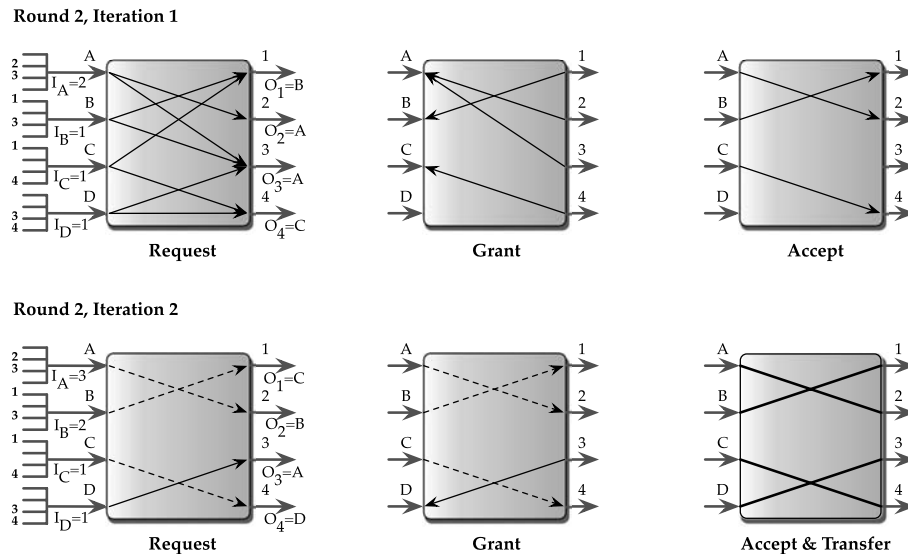 Round 2, Iteration 1
A
1
A
1
A
1
2
3
I_A=2
O_1=B
1
B
2
B
2
B
2
3
I_B=1
O_2=A
1
C
3
C
3
C
3
4
I_C=1
O_3=A
D
4
D
4
D
4
3
4
I_D=1
O_4=C
Request
Grant
Accept
Round 2, Iteration 2
A
1
A
1
A
1
2
3
I_A=3
O_1=C
1
B
2
B
2
B
2
3
I_B=2
O_2=B
1
C
3
C
3
C
3
4
I_C=1
O_3=A
D
4
D
4
D
4
3
4
I_D=1
O_4=D
Request
Grant
Accept & Transfer